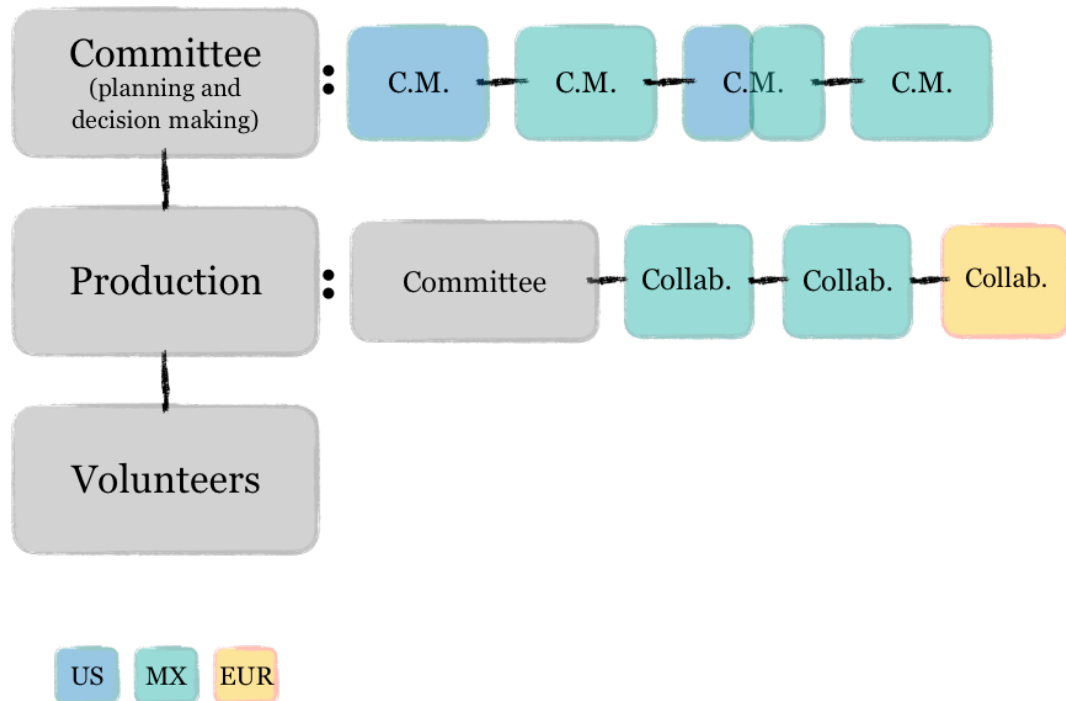 Committee
(planning and
decision making)
:
C.M.
C.M.
C.M.
C.M.
Production
:
Committee
Collab.
Collab.
Collab.
Volunteers
US
MX
EUR